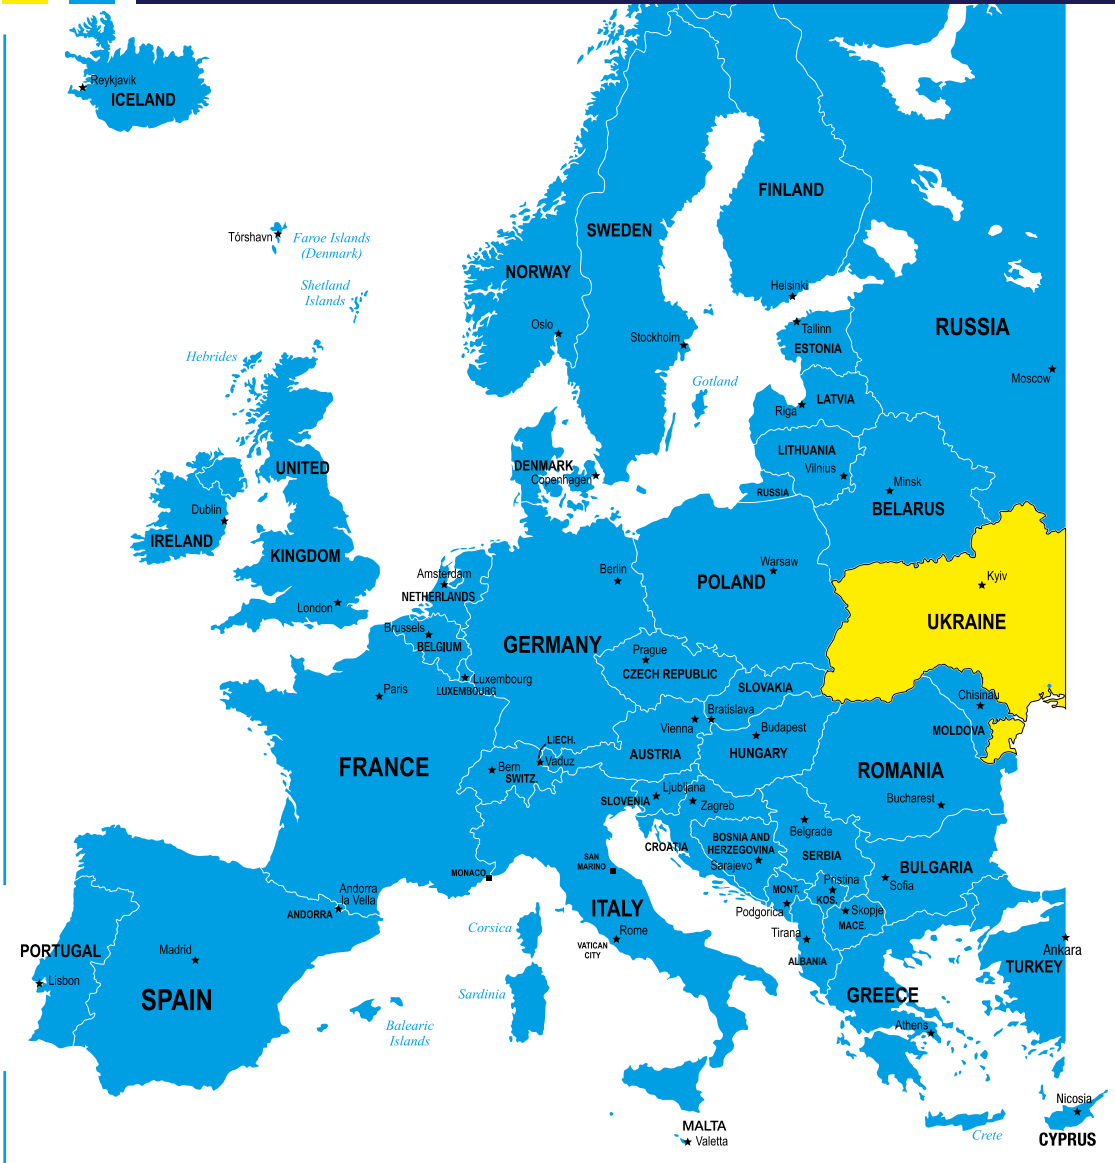 Reykjavik
ICELAND
FINLAND
SWEDEN
Tórshavn
Faroe Islands
(Denmark)
NORWAY
Shetland
Islands
Helsinki
Oslo
Tallinn
RUSSIA
Stockholm
ESTONIA
Hebrides
Moscow
Gotland
LATVIA
Riga
LITHUANIA
UNITED
DENMARK
Vilnius
Copenhagen
Minsk
RUSSIA
Dublin
BELARUS
IRELAND
KINGDOM
Warsaw
Berlin
Amsterdam
POLAND
Kyiv
NETHERLANDS
London
UKRAINE
Brussels
BELGIUM
GERMANY
Prague
CZECH REPUBLIC
Luxembourg
LUXEMBOURG
Paris
SLOVAKIA
Chisinau
Bratislava
Vienna
Budapest
MOLDOVA
LIECH.
AUSTRIA
HUNGARY
Vaduz
Bern
SWITZ.
FRANCE
ROMANIA
Ljubljana
SLOVENIA
Zagreb
Bucharest
Belgrade
BOSNIA AND
HERZEGOVINA
CROATIA
SERBIA
SAN
MARINO
Sarajevo
BULGARIA
MONACO
Pristina
Sofia
Andorra
la Vella
MONT.
KOS.
ANDORRA
ITALY
Podgorica
Skopje
MACE.
Corsica
Rome
Tirana
VATICAN
CITY
PORTUGAL
Madrid
Ankara
ALBANIA
TURKEY
Lisbon
SPAIN
Sardinia
GREECE
Balearic
Islands
Athens
Nicosia
MALTA
Valetta
Crete
CYPRUS